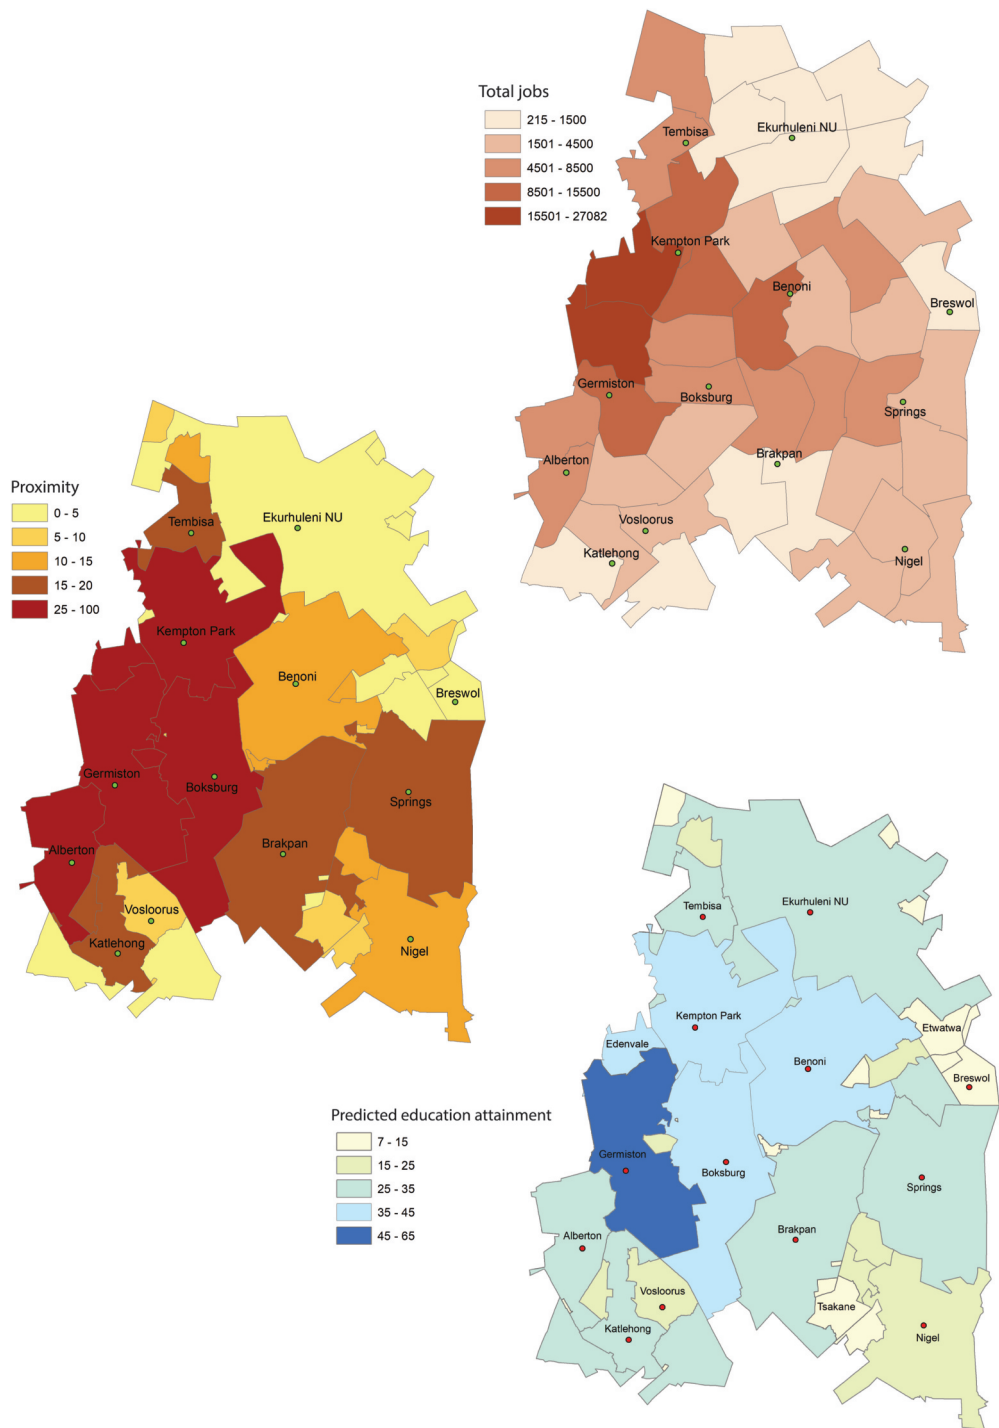 Total jobs
215 - 1500
1501 - 4500
4501 - 8500
8501 - 15500
15501 - 27082
Ekurhuleni NU
Tembisa
Kempton Park
Benoni
Breswol
Germiston
Boksburg
Springs
Alberton
Brakpan
Vosloorus
Katlehong
Nigel
Proximity
0 - 5
5 - 10
10 - 15
15 - 20
25 - 100
Tembisa
Ekurhuleni NU
Kempton Park
Benoni
Breswol
Germiston
Boksburg
Springs
Alberton
Brakpan
Vosloorus
Katlehong
Nigel
Predicted education attainment
7 - 15
15 - 25
25 - 35
35 - 45
45 - 65
Tembisa
Ekurhuleni NU
Kempton Park
Etwatwa
Edenvale
Benoni
Breswol
Germiston
Boksburg
Springs
Alberton
Brakpan
Vosloorus
Tsakane
Katlehong
Nigel